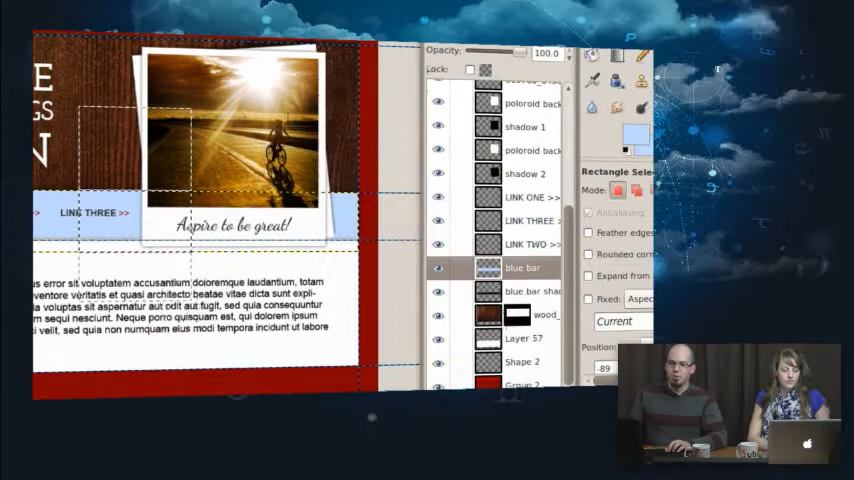 E
GS
N
>> LINK THREE >>
Aspire to be great!
us error sit voluptatem accusantium doloremque laudantium, totam
ventore veritatis et quasi architecto beatae vitae dicta sunt expli-
ia voluptas sit aspernatur aut odit aut fugit, sed quia consequuntur
sequi nesciunt. Neque porro quisquam est, qui dolorem ipsum
ci velit, sed quia non numquam eius modi tempora incidunt ut labore
Opacity: 100.0
Lock:
poloroid back
shadow 1
poloroid back
shadow 2
LINK ONE >>
LINK THREE >
LINK TWO >>
blue bar
blue bar sha
wood_
Layer 57
Shape 2
Group 2
Rectangle Selec
Mode:
Antialiasing
Feather edges
Rounded corn
Expand from
Fixed: Aspec
Current
Position:
-89